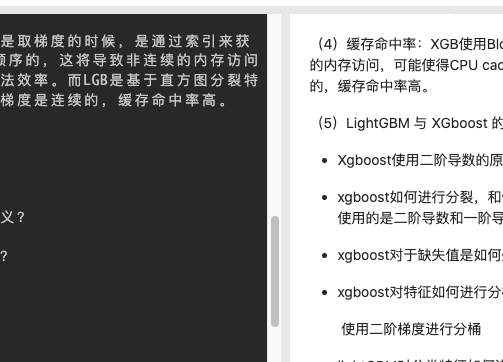 是取梯度的时候，是通过索引来获
顺序的，这将导致非连续的内存访问
法效率。而LGB是基于直方图分裂特
梯度是连续的，缓存命中率高。
义？
？
（4）缓存命中率：XGB使用Blo
的内存访问，可能使得CPU cac
的，缓存命中率高。
（5）LightGBM 与 XGboost 的
Xgboost使用二阶导数的原
xgboost如何进行分裂，和
使用的是二阶导数和一阶导
xgboost对于缺失值是如何
xgboost对特征如何进行分
使用二阶梯度进行分桶